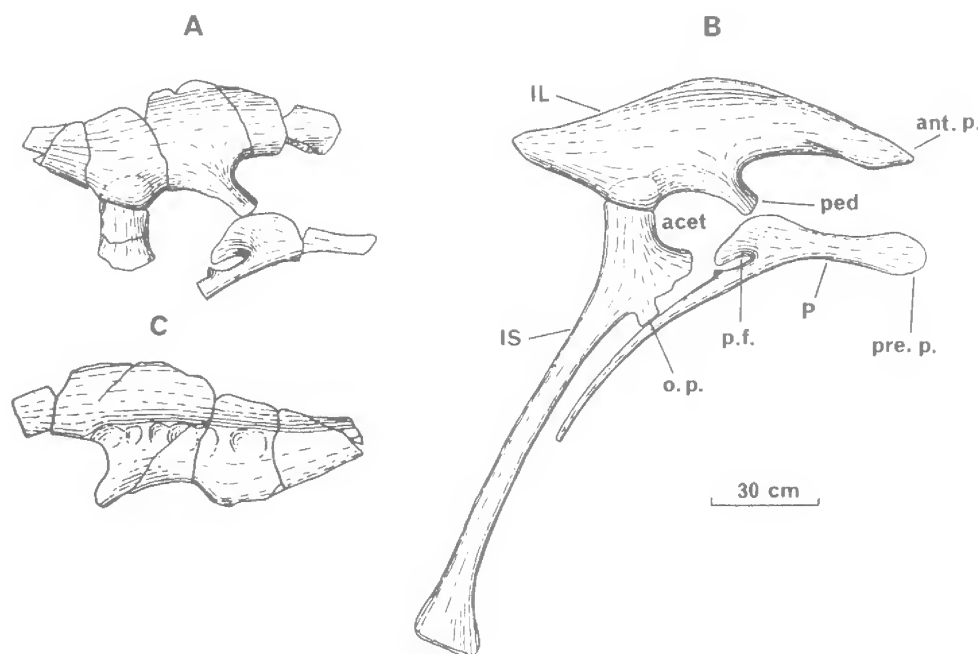 A
B
IL
ant. p.
ped
acet
C
IS
p.f.
P
pre. p.
o.p.
30 cm